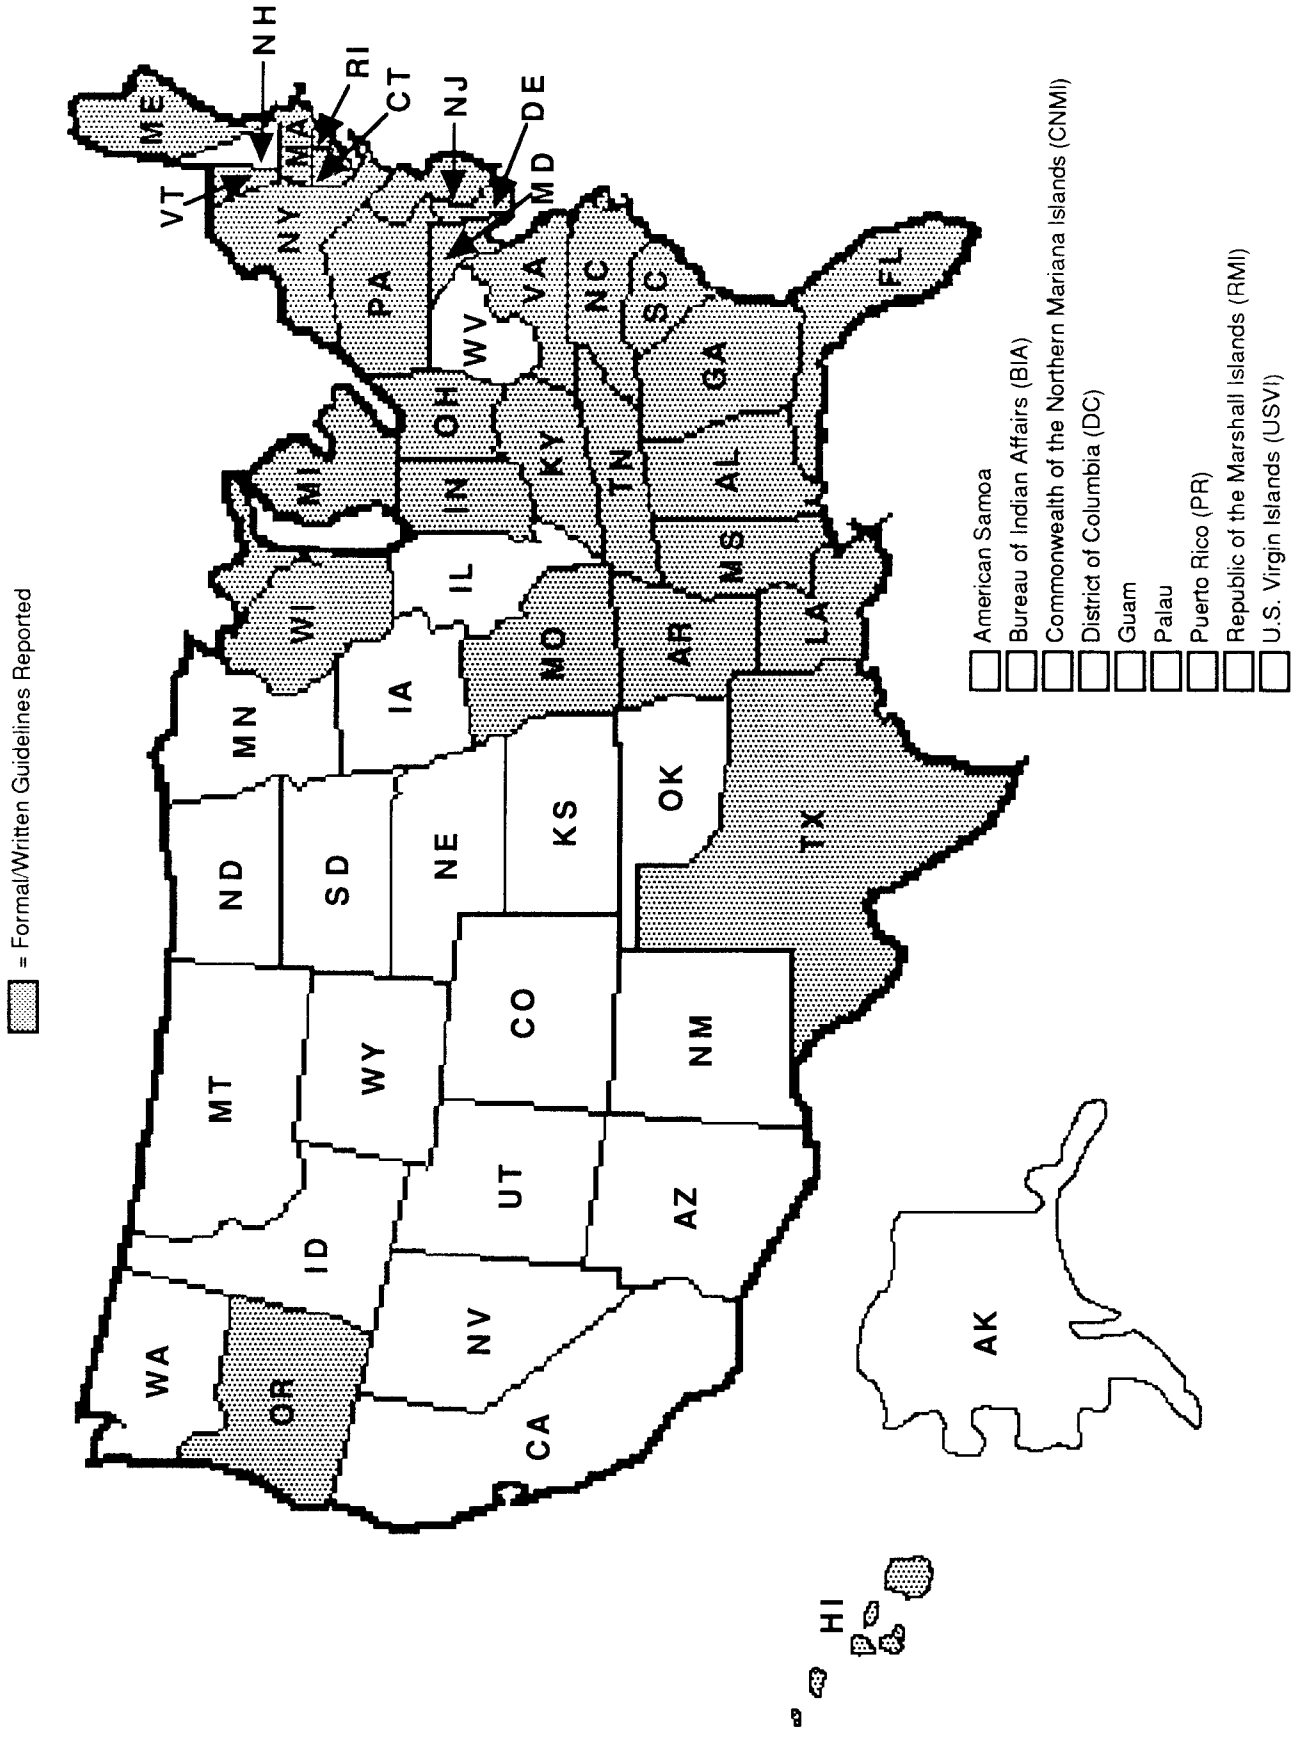 = Formal/Written Guidelines Reported
WA
OR
CA
NV
ID
MT
WY
UT
AZ
CO
NM
ND
SD
NE
KS
OK
TX
MN
IA
MO
AR
LA
WI
IL
MI
IN
OH
KY
TN
MS
AL
GA
FL
SC
NC
VA
WV
PA
NY
VT
NH
ME
MA
RI
CT
NJ
DE
MD
HI
AK
American Samoa
Bureau of Indian Affairs (BIA)
Commonwealth of the Northern Mariana Islands (CNMI)
District of Columbia (DC)
Guam
Palau
Puerto Rico (PR)
Republic of the Marshall Islands (RMI)
U.S. Virgin Islands (USVI)